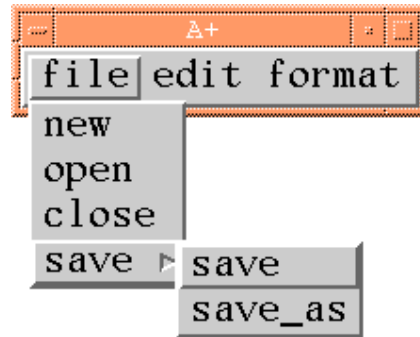 A+
file edit format
new
open
close
save
save
save_as